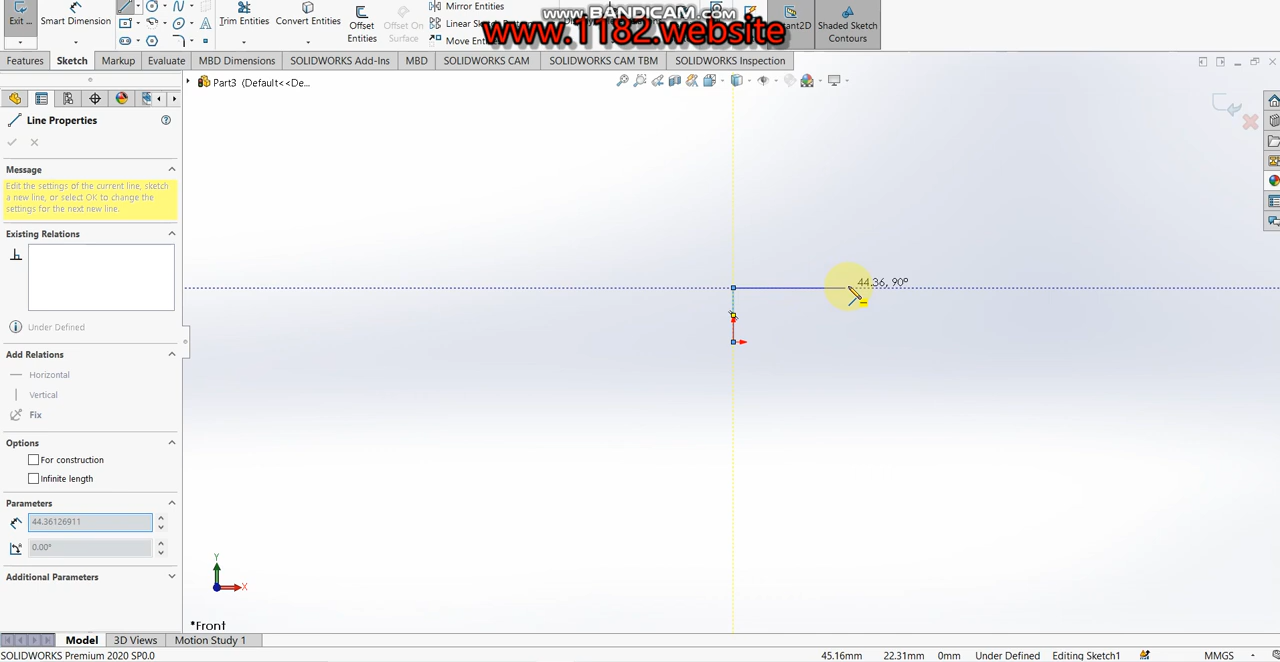 www.BANDICAM.com
www.1182.website
Exit ...
Smart Dimension
Trim Entities
Convert Entities
Offset
Entities
Offset On
Surface
Mirror Entities
Linear Sketch
Move
Instant2D
Shaded Sketch
Contours
Features
Sketch
Markup
Evaluate
MBD Dimensions
SOLIDWORKS Add-Ins
MBD
SOLIDWORKS CAM
SOLIDWORKS CAM TBM
SOLIDWORKS Inspection
Part3 (Default<<De...
Line Properties
Message
Edit the settings of the current line, sketch
a new line, or select OK to change the
settings for the next new line.
Existing Relations
Under Defined
Add Relations
Horizontal
Vertical
Fix
Options
For construction
Infinite length
Parameters
44.36126911
0.00°
Additional Parameters
44.36, 90°
Y
X
*Front
Model
3D Views
Motion Study 1
SOLIDWORKS Premium 2020 SP0.0
45.16mm
22.31mm
0mm
Under Defined
Editing Sketch1
MMGS